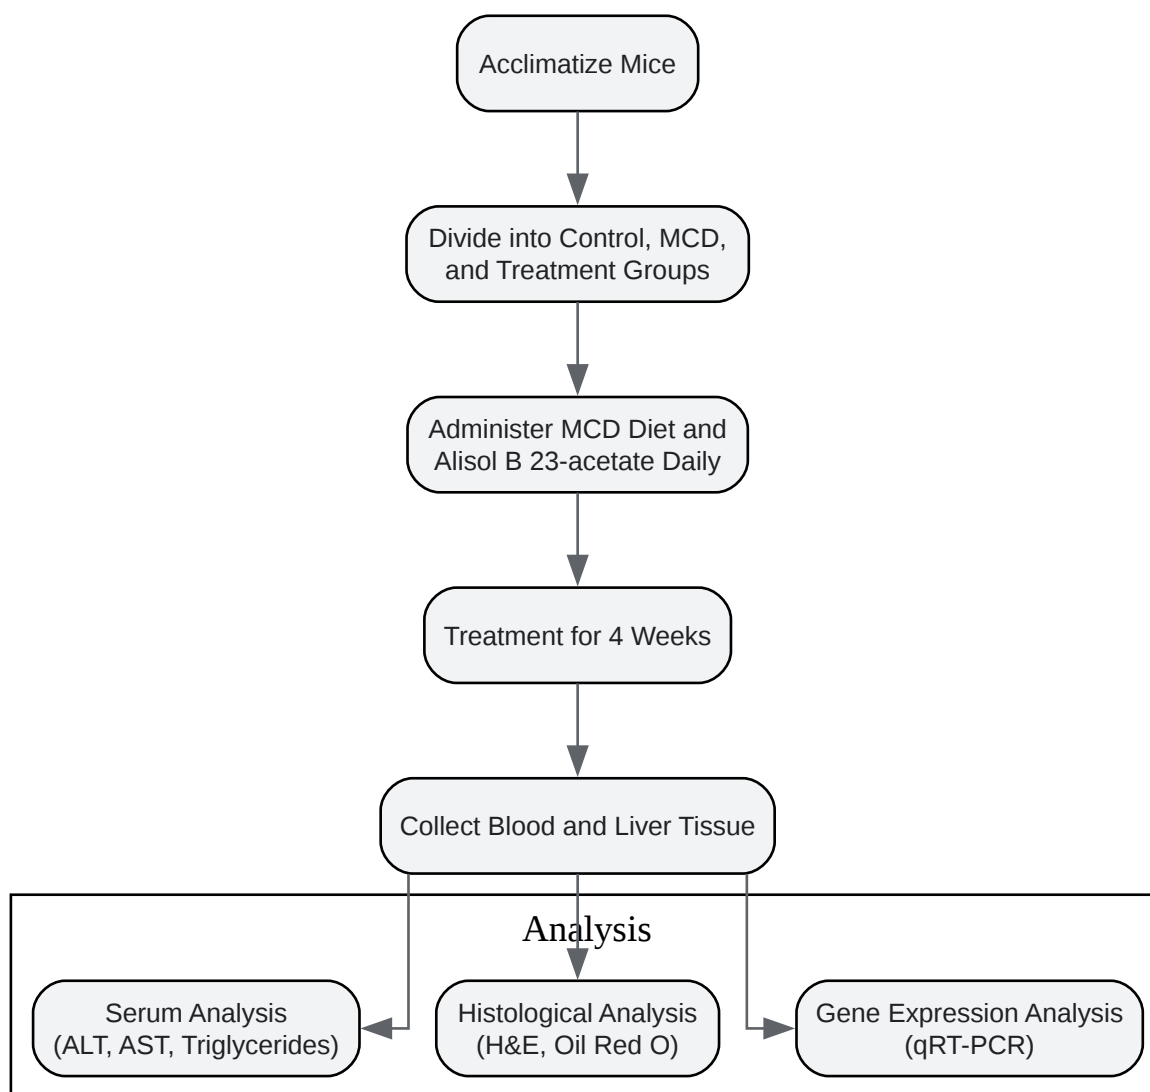 Acclimatize Mice
Divide into Control, MCD,
and Treatment Groups
Administer MCD Diet and
Alisol B 23-acetate Daily
Treatment for 4 Weeks
Collect Blood and Liver Tissue
Analysis
Serum Analysis
(ALT, AST, Triglycerides)
Histological Analysis
(H&E, Oil Red O)
Gene Expression Analysis
(qRT-PCR)